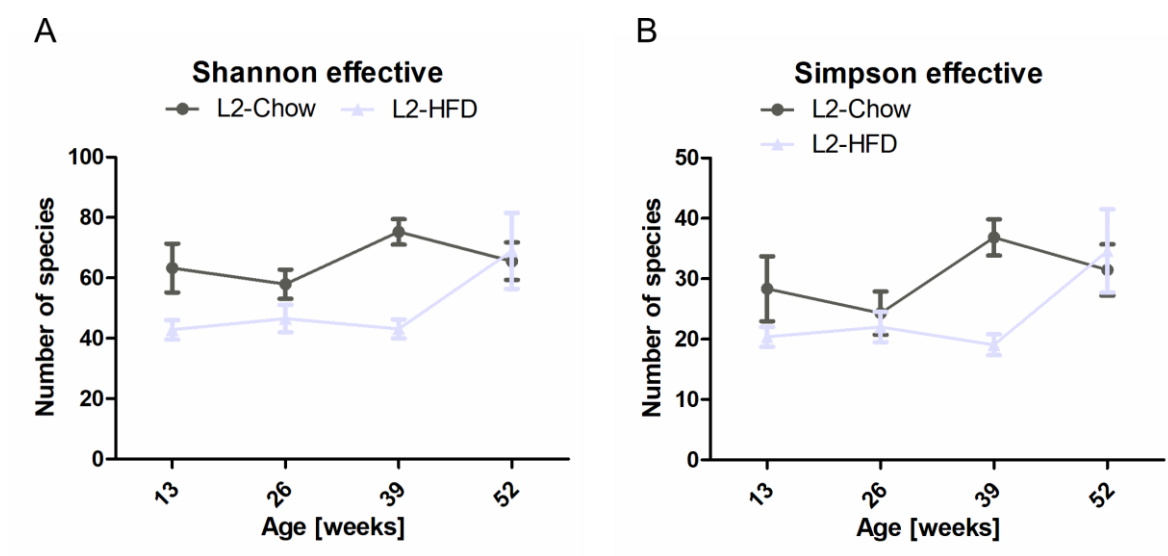 A
Shannon effective
L2-Chow L2-HFD
Number of species
100
80
60
40
20
0
13 26 39 52
Age [weeks]
B
Simpson effective
L2-Chow
L2-HFD
Number of species
50
40
30
20
10
0
13 26 39 52
Age [weeks]